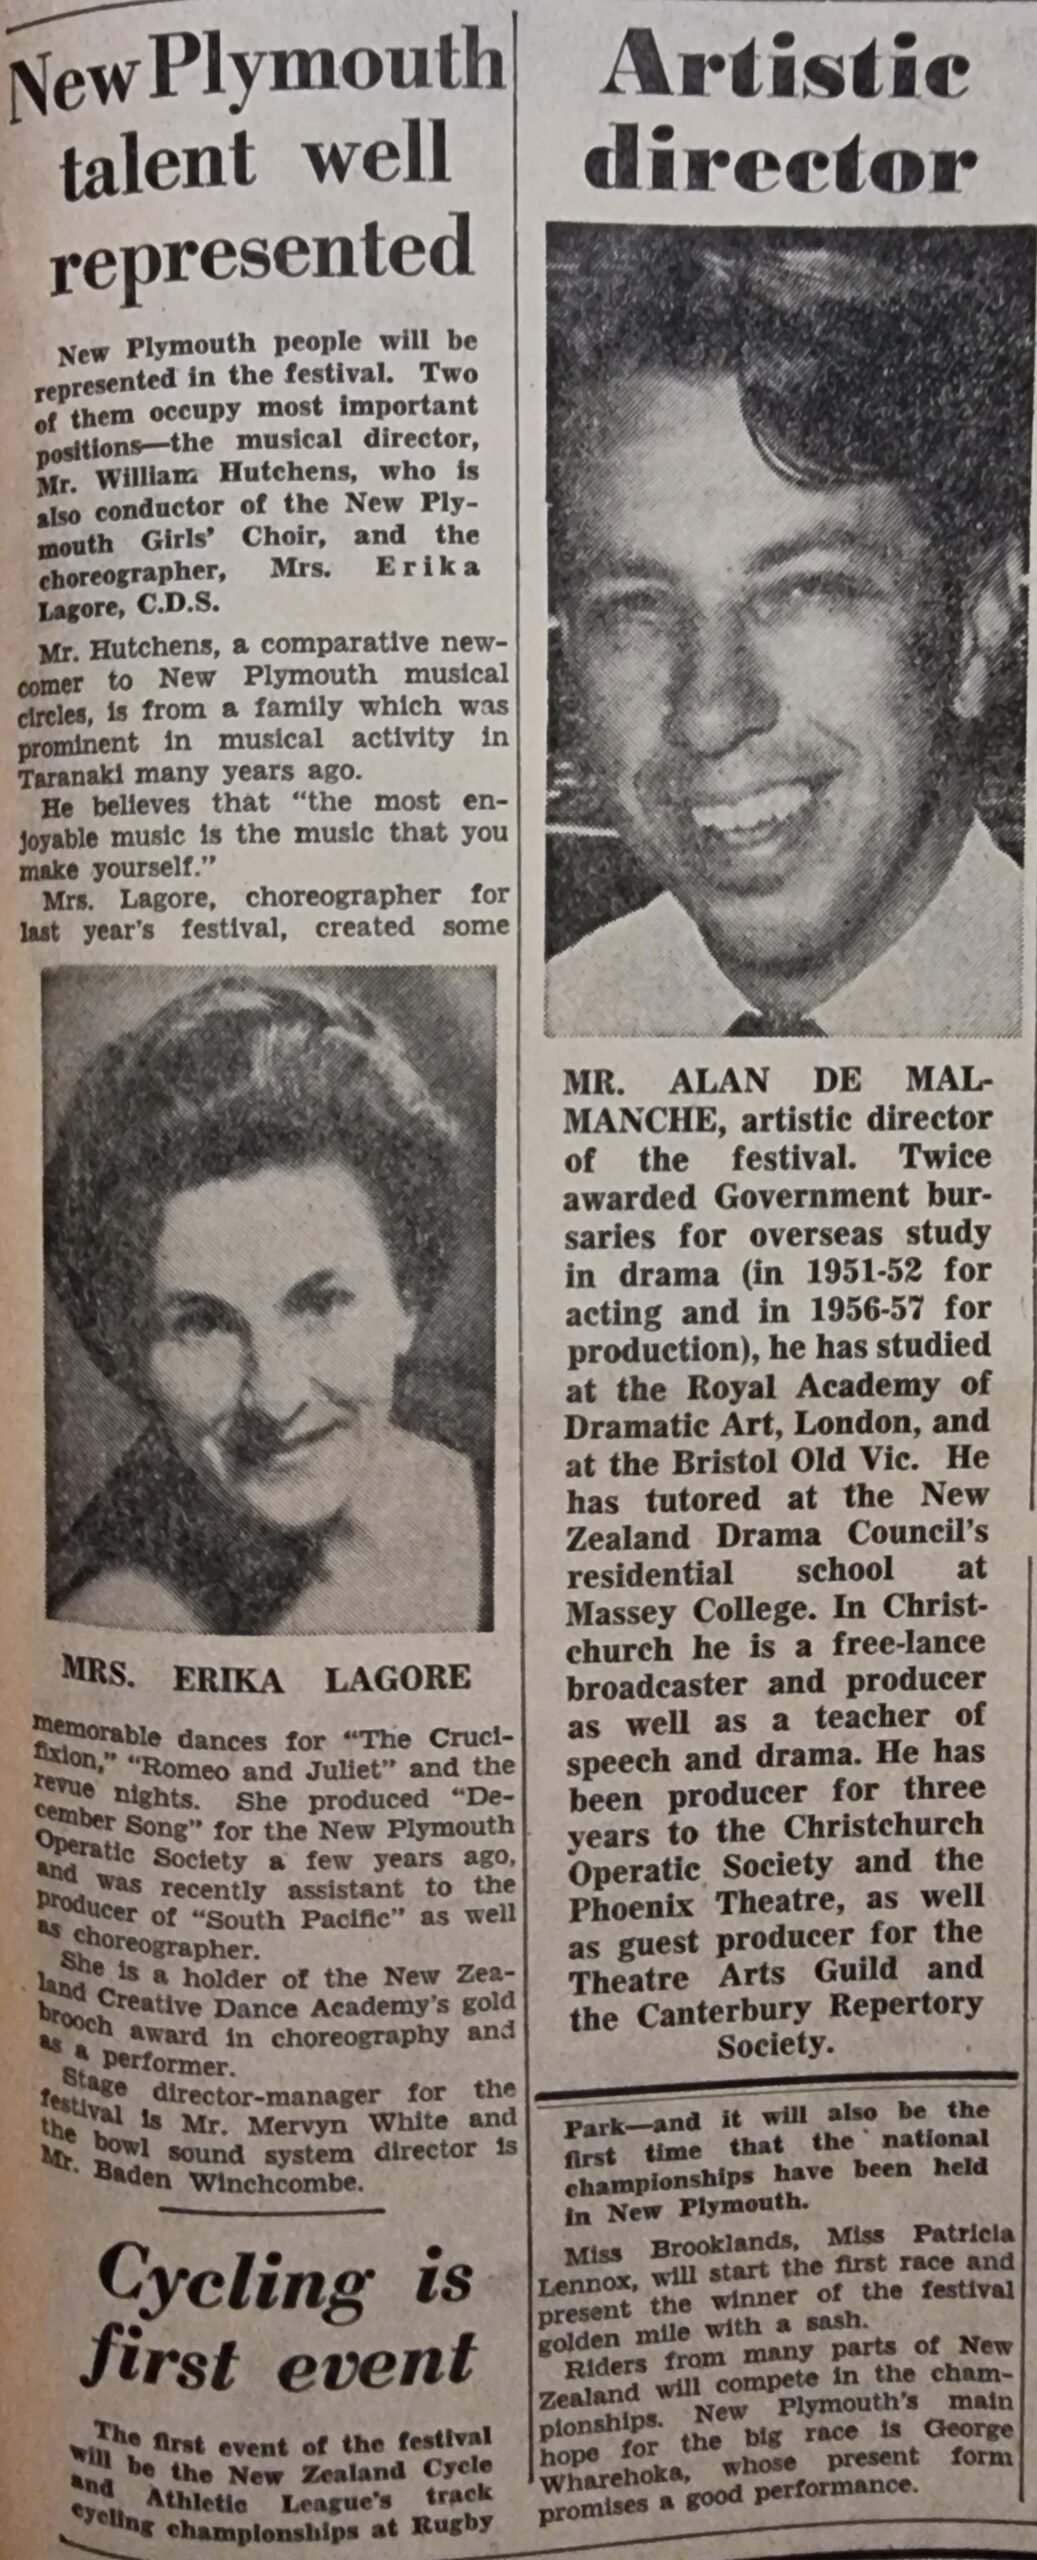 New Plymouth
talent well
represented
New Plymouth people will be
represented in the festival. Two
of them occupy most important
positions—the musical director,
Mr. William Hutchens, who is
also conductor of the New Ply-
mouth Girls' Choir, and the
choreographer, Mrs. Erika
Lagore, C.D.S.
Mr. Hutchens, a comparative new-
comer to New Plymouth musical
circles, is from a family which was
prominent in musical activity in
Taranaki many years ago.
He believes that "the most en-
joyable music is the music that you
make yourself."
Mrs. Lagore, choreographer for
last year's festival, created some
MRS. ERIKA LAGORE
memorable dances for "The Cruci-
fixion," "Romeo and Juliet" and the
revue nights. She produced "De-
cember Song" for the New Plymouth
Operatic Society a few years ago,
and was recently assistant to the
producer of "South Pacific" as well
as choreographer.
She is a holder of the New Zea-
land Creative Dance Academy's gold
brooch award in choreography and
as a performer.
Stage director-manager for the
festival is Mr. Mervyn White and
the bowl sound system director is
Mr. Baden Winchcombe.
Cycling is
first event
The first event of the festival
will be the New Zealand Cycle
and Athletic League's track
cycling championships at Rugby
Artistic
director
MR. ALAN DE MAL-
MANCHE, artistic director
of the festival. Twice
awarded Government bur-
saries for overseas study
in drama (in 1951-52 for
acting and in 1956-57 for
production), he has studied
at the Royal Academy of
Dramatic Art, London, and
at the Bristol Old Vic. He
has tutored at the New
Zealand Drama Council's
residential school at
Massey College. In Christ-
church he is a free-lance
broadcaster and producer
as well as a teacher of
speech and drama. He has
been producer for three
years to the Christchurch
Operatic Society and the
Phoenix Theatre, as well
as guest producer for the
Theatre Arts Guild and
the Canterbury Repertory
Society.
Park—and it will also be the
first time that the national
championships have been held
in New Plymouth.
Miss Brooklands, Miss Patricia
Lennox, will start the first race and
present the winner of the festival
golden mile with a sash.
Riders from many parts of New
Zealand will compete in the cham-
pionships. New Plymouth's main
hope for the big race is George
Wharehoka, whose present form
promises a good performance.